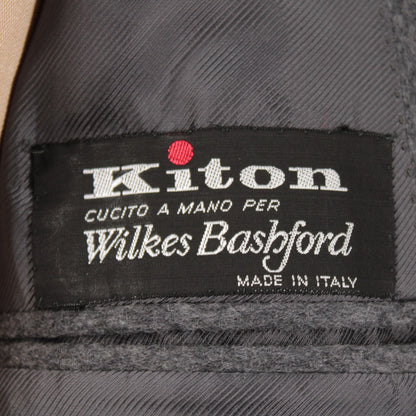 Kiton
CUCITO A MANO PER
Wilkes Bashford
MADE IN ITALY